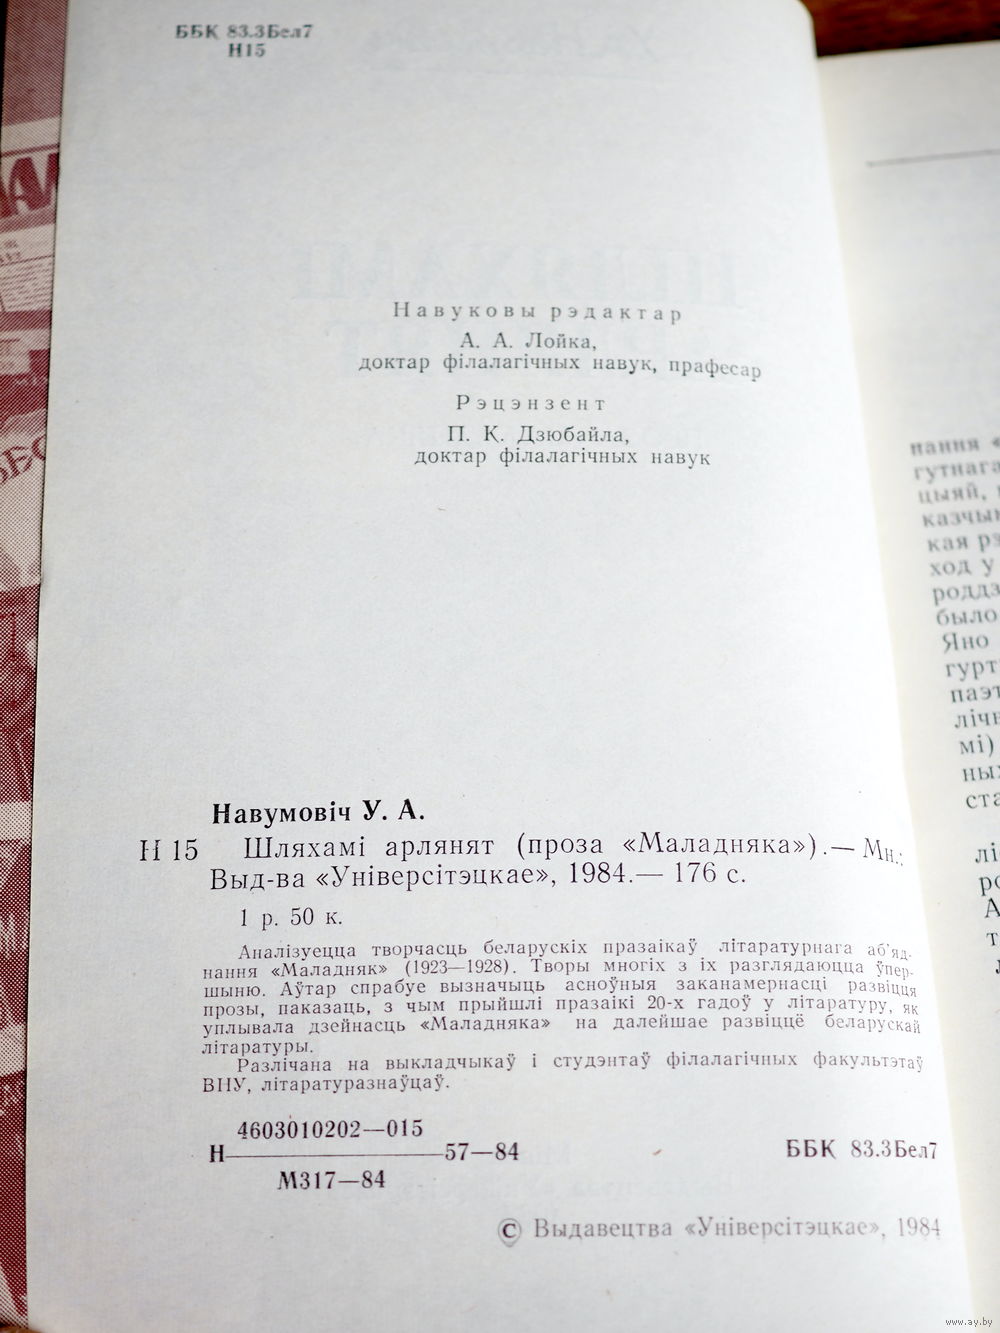 ББК 83.3Бел7
Н15
Навуковы рэдактар
А. А. Лойка,
доктар філалагічных навук, прафесар
Рэцэнзент
П. К. Дзюбайла,
доктар філалагічных навук
Навумовіч У. А.
Н 15 Шляхамі арлянят (проза «Маладняка»).— Мн.:
Выд-ва «Універсітэцкае», 1984.— 176 с.
1 р. 50 к.
Аналізуецца творчасць беларускіх празаікаў літаратурнага аб'яд-
нання «Маладняк» (1923—1928). Творы многіх з іх разглядаюцца ўпер-
шыню. Аўтар спрабуе вызначыць асноўныя заканамернасці развіцця
прозы, паказаць, з чым прыйшлі празаікі 20-х гадоў у літаратуру, як
уплывала дзейнасць «Маладняка» на далейшае развіццё беларускай
літаратуры.
Разлічана на выкладчыкаў і студэнтаў філалагічных факультэтаў
ВНУ, літаратуразнаўцаў.
4603010202—015
Н 57—84
М317—84
ББК 83.3Бел7
© Выдавецтва «Універсітэцкае», 1984
нання «
гутнага
цыяй,
казчы
кая
ход у
роддз
было
Яно
гурт
паэт
ліч
мі)
ных
ста
лі
А
www.ay.by